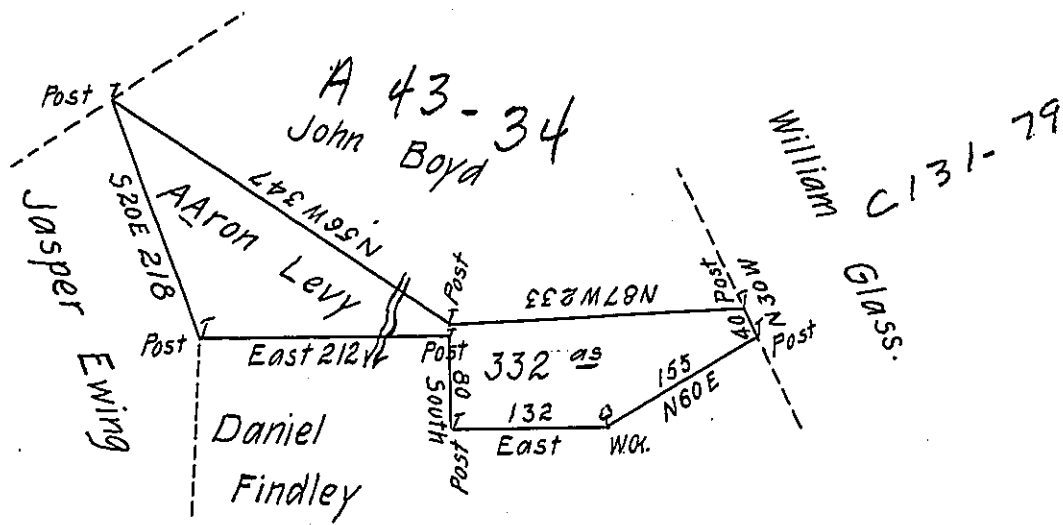 A 43-34
John Boyd
Post
N56W347
S20E 218
AAron
Levy
Jasper Ewing
William Glass.
C131-79
Post
Post
East 212
Post
N87W233
Post
40
N30W
Post
332 as
80
South
Post
132
East
W.O.
155
N60E
Daniel
Findley